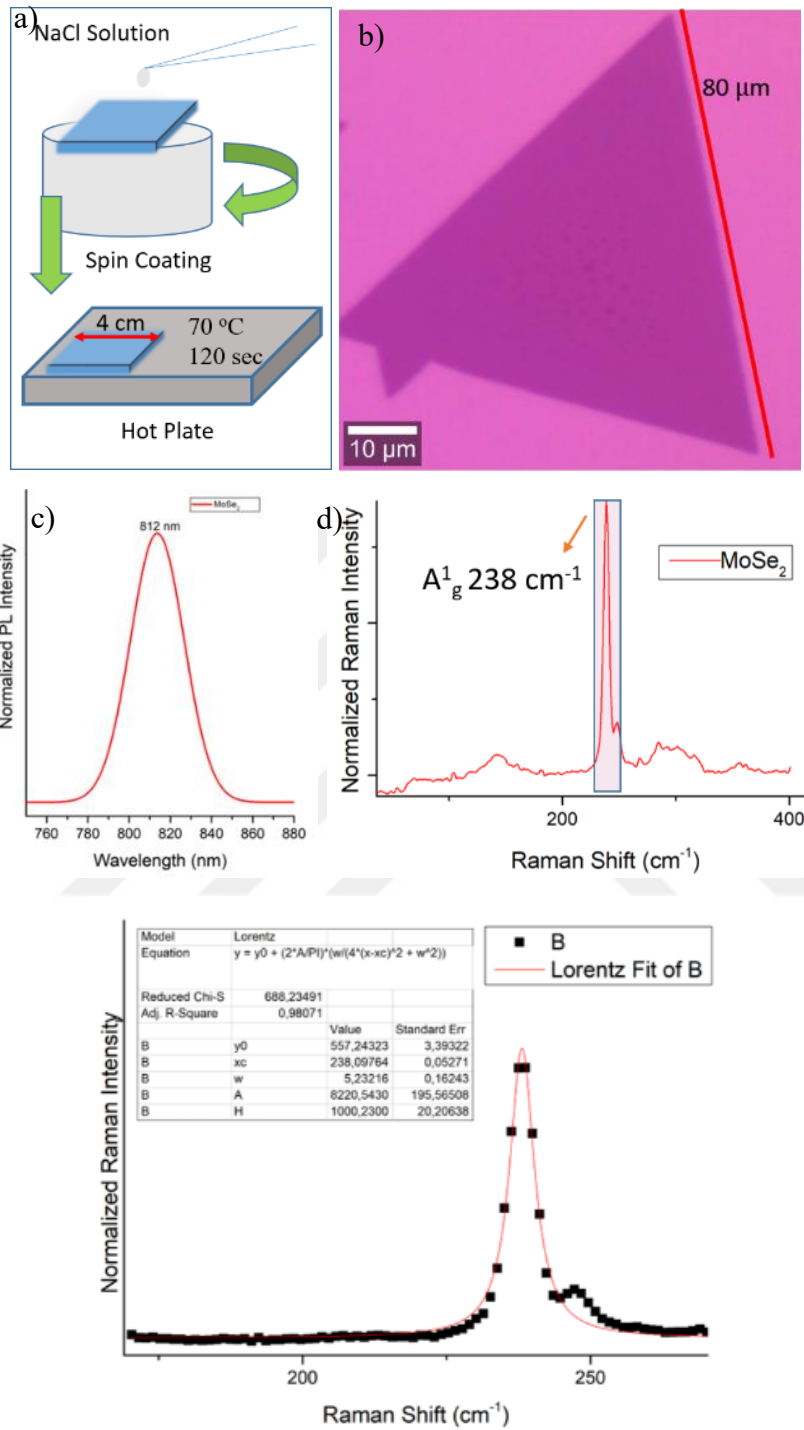 a)
NaCl Solution
Spin Coating
4 cm
70 °C
120 sec
Hot Plate
b)
80 µm
10 µm
c)
MoSe₂
812 nm
Normalized PL Intensity
760 780 800 820 840 860 880
Wavelength (nm)
d)
A¹g 238 cm⁻¹
MoSe₂
Normalized Raman Intensity
200 400
Raman Shift (cm⁻¹)
Model Lorentz
Equation y = y0 + (2*A/PI)*(w/(4*(x-xc)^2 + w^2))
Reduced Chi-S 688,23491
Adj. R-Square 0,98071
Value Standard Err
B y0 557,24323 3,39322
B xc 238,09764 0,05271
B w 5,23216 0,16243
B A 8220,5430 195,56508
B H 1000,2300 20,20638
B
Lorentz Fit of B
Normalized Raman Intensity
200 250
Raman Shift (cm⁻¹)